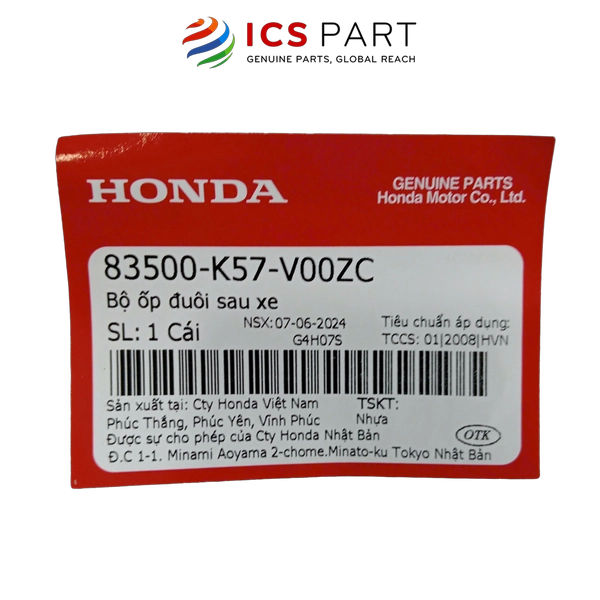 ICS PART
GENUINE PARTS, GLOBAL REACH
HONDA
GENUINE PARTS
Honda Motor Co., Ltd.
83500-K57-V00ZC
Bộ ốp đuôi sau xe
SL: 1 Cái
NSX: 07-06-2024
G4H07S
Tiêu chuẩn áp dụng:
TCCS: 01|2008|HVN
Sản xuất tại: Cty Honda Việt Nam
Phúc Thắng, Phúc Yên, Vĩnh Phúc
Được sự cho phép của Cty Honda Nhật Bản
Đ.C 1-1. Minami Aoyama 2-chome.Minato-ku Tokyo Nhật Bản
TSKT:
Nhựa
OTK